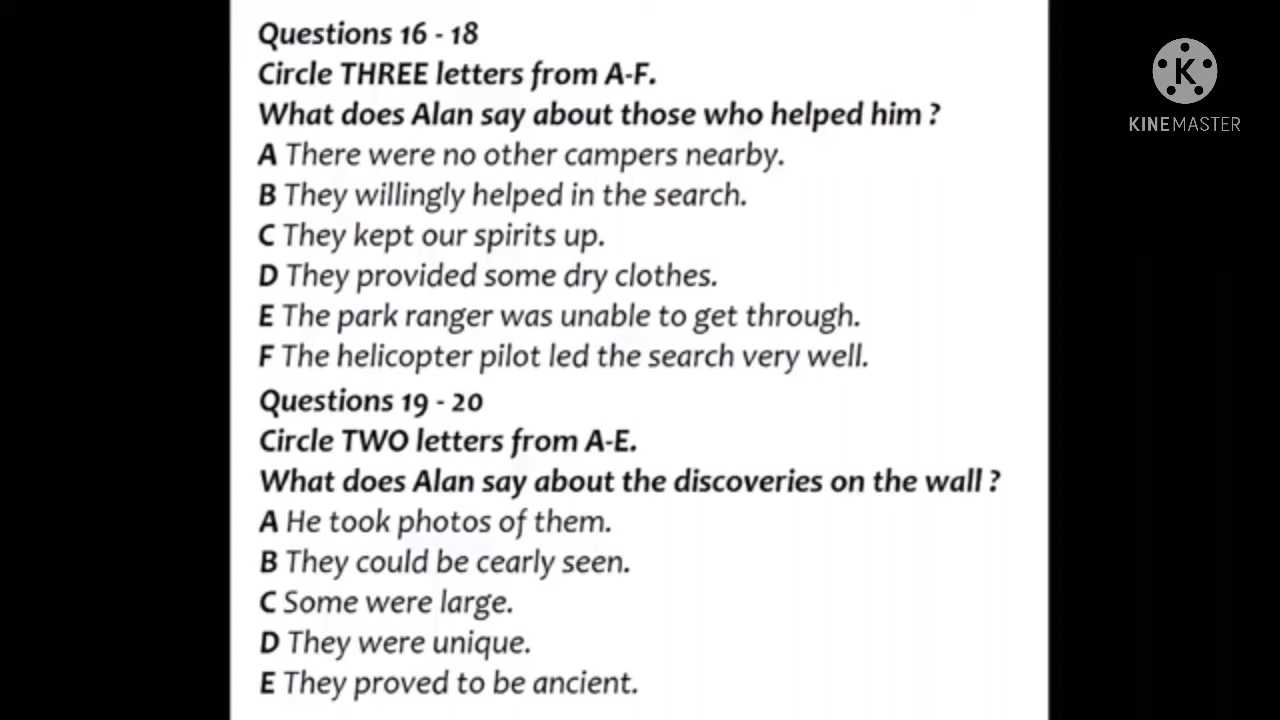 Questions 16 - 18
Circle THREE letters from A-F.
What does Alan say about those who helped him ?
A There were no other campers nearby.
B They willingly helped in the search.
C They kept our spirits up.
D They provided some dry clothes.
E The park ranger was unable to get through.
F The helicopter pilot led the search very well.
Questions 19 - 20
Circle TWO letters from A-E.
What does Alan say about the discoveries on the wall ?
A He took photos of them.
B They could be cearly seen.
C Some were large.
D They were unique.
E They proved to be ancient.
K
KINEMASTER